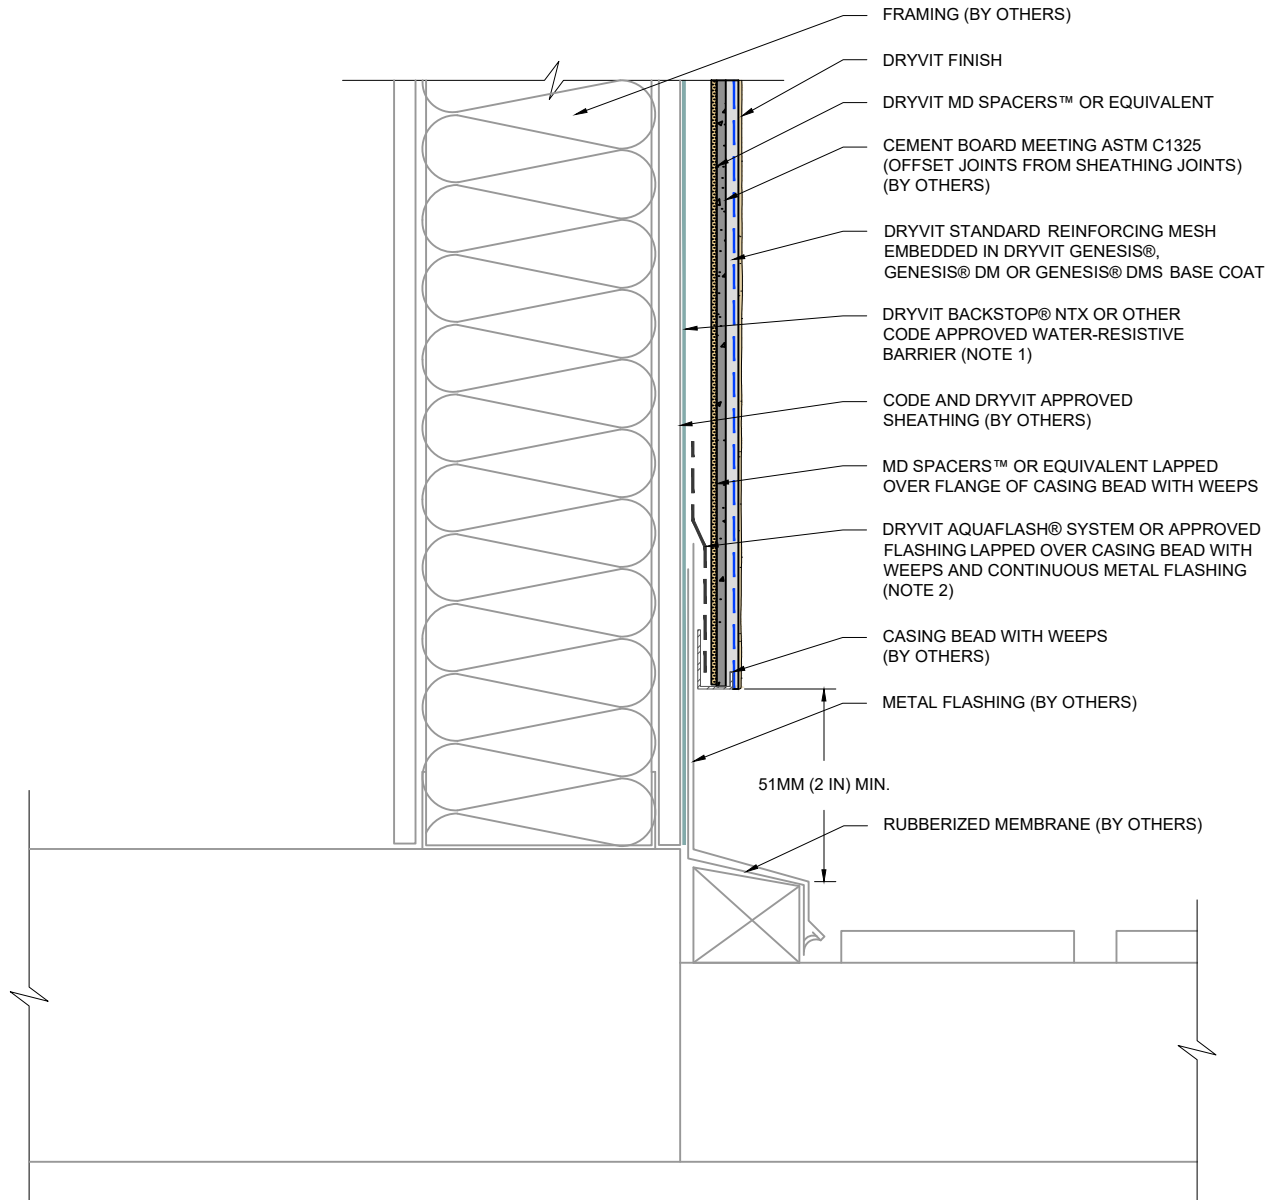 FRAMING (BY OTHERS)
DRYVIT FINISH
DRYVIT MD SPACERS™ OR EQUIVALENT
CEMENT BOARD MEETING ASTM C1325
(OFFSET JOINTS FROM SHEATHING JOINTS)
(BY OTHERS)
DRYVIT STANDARD REINFORCING MESH
EMBEDDED IN DRYVIT GENESIS®,
GENESIS® DM OR GENESIS® DMS BASE COAT
DRYVIT BACKSTOP® NTX OR OTHER
CODE APPROVED WATER-RESISTIVE
BARRIER (NOTE 1)
CODE AND DRYVIT APPROVED
SHEATHING (BY OTHERS)
MD SPACERS™ OR EQUIVALENT LAPPED
OVER FLANGE OF CASING BEAD WITH WEEPS
DRYVIT AQUAFLASH® SYSTEM OR APPROVED
FLASHING LAPPED OVER CASING BEAD WITH
WEEPS AND CONTINUOUS METAL FLASHING
(NOTE 2)
CASING BEAD WITH WEEPS
(BY OTHERS)
METAL FLASHING (BY OTHERS)
51MM (2 IN) MIN.
RUBBERIZED MEMBRANE (BY OTHERS)